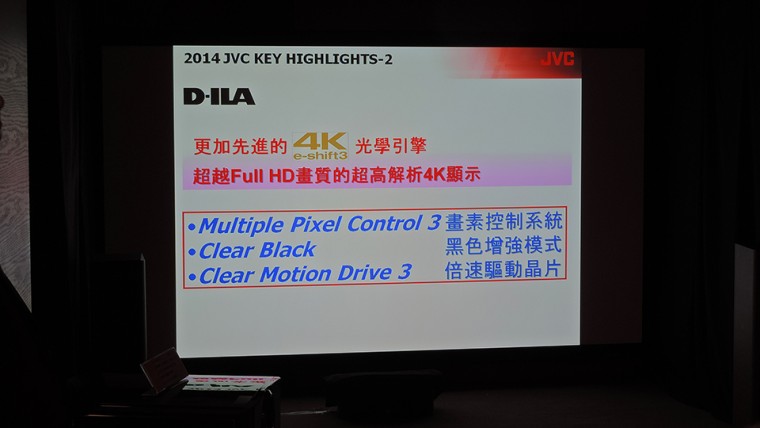 2014 JVC KEY HIGHLIGHTS-2
JVC
D-ILA
更加先進的 4K e-shift3 光學引擎
超越Full HD畫質的超高解析4K顯示
•Multiple Pixel Control 3 畫素控制系統
•Clear Black 黑色增強模式
•Clear Motion Drive 3 倍速驅動晶片